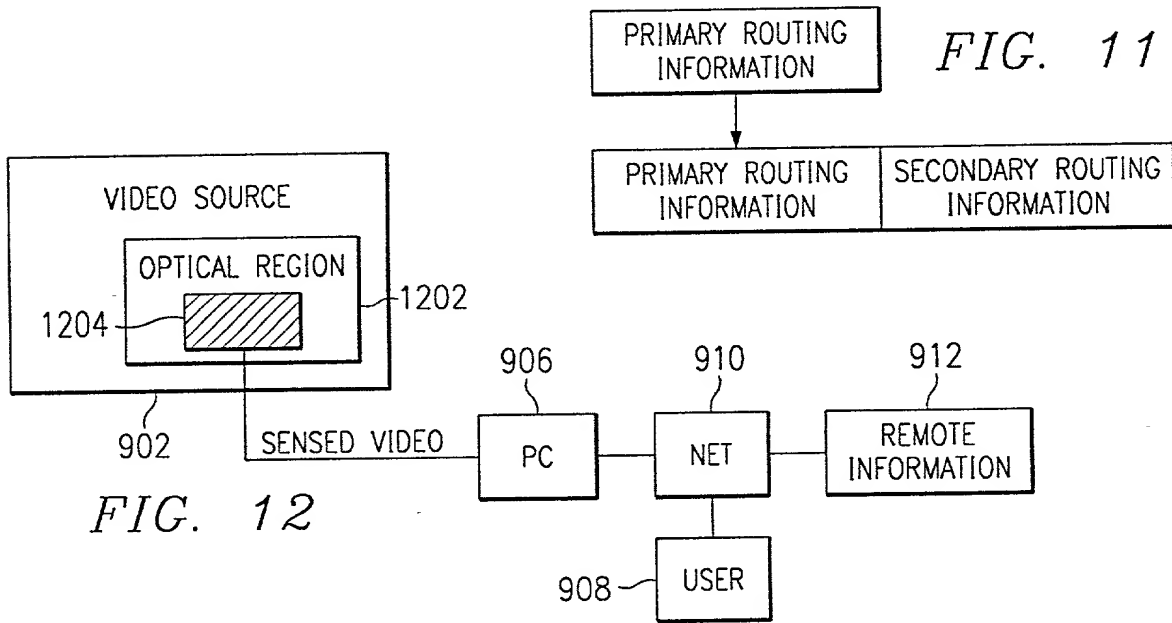 PRIMARY ROUTING
INFORMATION
FIG. 11
PRIMARY ROUTING
INFORMATION
SECONDARY ROUTING
INFORMATION
VIDEO SOURCE
OPTICAL REGION
1204
1202
902
SENSED VIDEO
906
PC
910
NET
912
REMOTE
INFORMATION
908
USER
FIG. 12